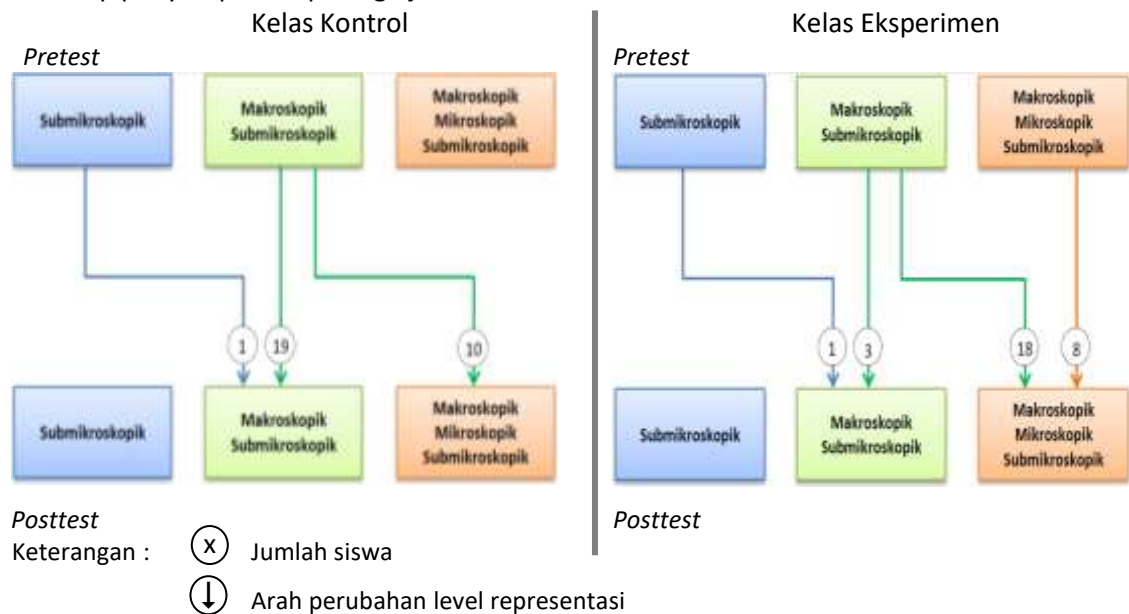 Kelas Kontrol
Pretest
Submikroskopik
Makroskopik
Submikroskopik
Makroskopik
Mikroskopik
Submikroskopik
1
19
10
Submikroskopik
Makroskopik
Submikroskopik
Makroskopik
Mikroskopik
Submikroskopik
Posttest
Kelas Eksperimen
Pretest
Submikroskopik
Makroskopik
Submikroskopik
Makroskopik
Mikroskopik
Submikroskopik
1
3
18
8
Submikroskopik
Makroskopik
Submikroskopik
Makroskopik
Mikroskopik
Submikroskopik
Posttest
Keterangan :
x Jumlah siswa
↓ Arah perubahan level representasi